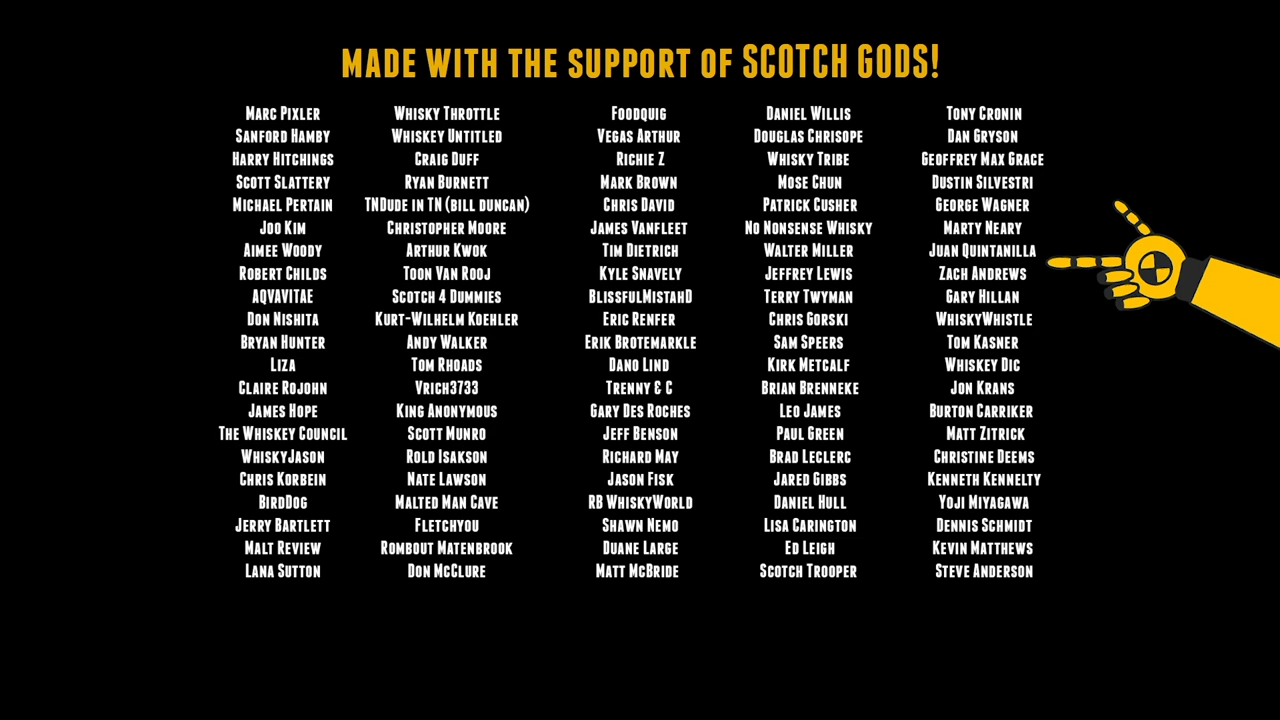 MADE WITH THE SUPPORT OF SCOTCH GODS!
Marc Pixler
Sanford Hamby
Harry Hitchings
Scott Slattery
Michael Pertain
Joo Kim
Aimee Woody
Robert Childs
AQVAVITAE
Don Nishita
Bryan Hunter
Liza
Claire Rojohn
James Hope
The Whiskey Council
WhiskyJason
Chris Korbein
BirdDog
Jerry Bartlett
Malt Review
Lana Sutton
Whisky Throttle
Whiskey Untitled
Craig Duff
Ryan Burnett
TNDude in TN (bill duncan)
Christopher Moore
Arthur Kwok
Toon Van Rooj
Scotch 4 Dummies
Kurt-Wilhelm Koehler
Andy Walker
Tom Rhoads
Vrich3733
King Anonymous
Scott Munro
Rold Isakson
Nate Lawson
Malted Man Cave
Fletchyou
Rombout Matenbrook
Don McClure
Foodquig
Vegas Arthur
Richie Z
Mark Brown
Chris David
James Vanfleet
Tim Dietrich
Kyle Snavely
BlissfulMistahD
Eric Renfer
Erik Brotemarkle
Dano Lind
Trenny & C
Gary Des Roches
Jeff Benson
Richard May
Jason Fisk
RB WhiskyWorld
Shawn Nemo
Duane Large
Matt McBride
Daniel Willis
Douglas Chrisope
Whisky Tribe
Mose Chun
Patrick Cusher
No Nonsense Whisky
Walter Miller
Jeffrey Lewis
Terry Twyman
Chris Gorski
Sam Speers
Kirk Metcalf
Brian Brenneke
Leo James
Paul Green
Brad Leclerc
Jared Gibbs
Daniel Hull
Lisa Carington
Ed Leigh
Scotch Trooper
Tony Cronin
Dan Gryson
Geoffrey Max Grace
Dustin Silvestri
George Wagner
Marty Neary
Juan Quintanilla
Zach Andrews
Gary Hillan
WhiskyWhistle
Tom Kasner
Whiskey Dic
Jon Krans
Burton Carriker
Matt Zitrick
Christine Deems
Kenneth Kennelty
Yoji Miyagawa
Dennis Schmidt
Kevin Matthews
Steve Anderson